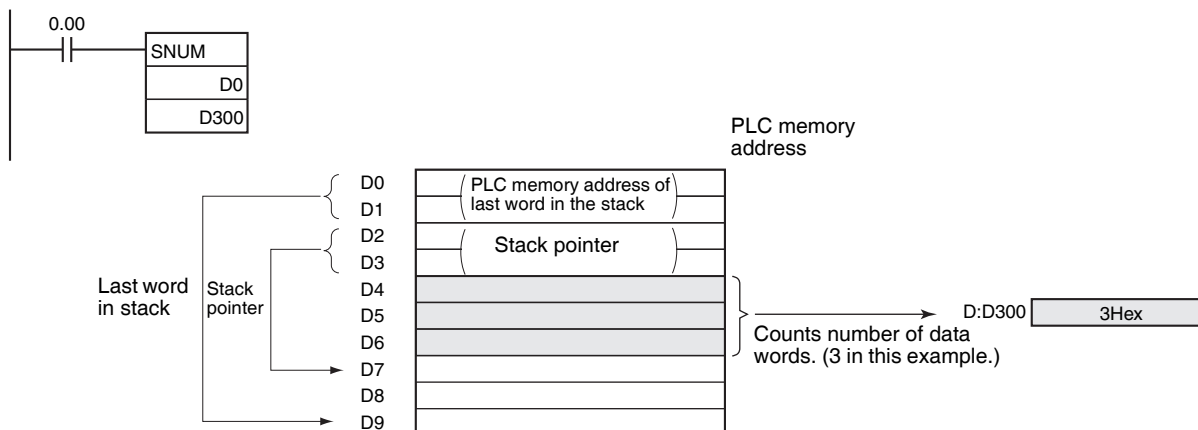 0.00
SNUM
D0
D300
PLC memory
address
D0
D1
D2
D3
D4
D5
D6
D7
D8
D9
PLC memory address of
last word in the stack
Stack pointer
Last word
in stack
Stack
pointer
Counts number of data
words. (3 in this example.)
D:D300
3Hex